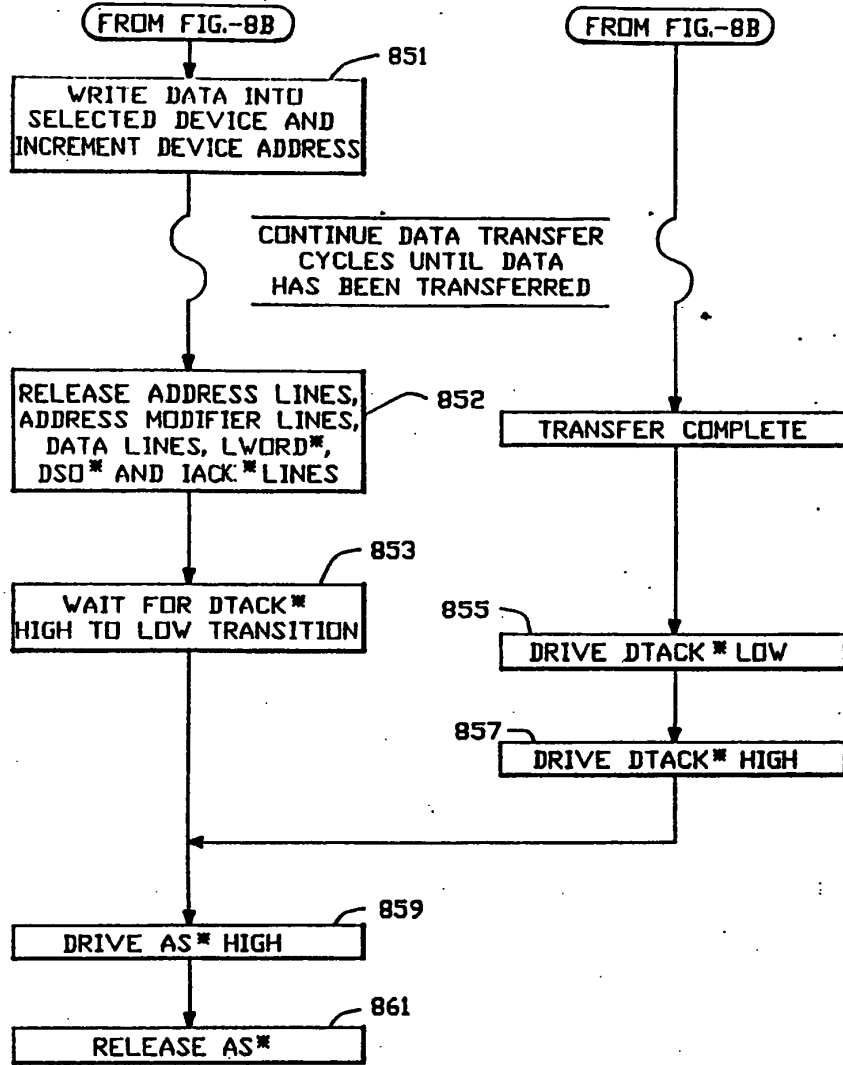 FROM FIG.-8B
851
WRITE DATA INTO
SELECTED DEVICE AND
INCREMENT DEVICE ADDRESS
CONTINUE DATA TRANSFER
CYCLES UNTIL DATA
HAS BEEN TRANSFERRED
852
RELEASE ADDRESS LINES,
ADDRESS MODIFIER LINES,
DATA LINES, LWORD*,
DSO* AND IACK.* LINES
853
WAIT FOR DTACK*
HIGH TO LOW TRANSITION
FROM FIG.-8B
TRANSFER COMPLETE
855
DRIVE DTACK* LOW
857
DRIVE DTACK* HIGH
859
DRIVE AS* HIGH
861
RELEASE AS*